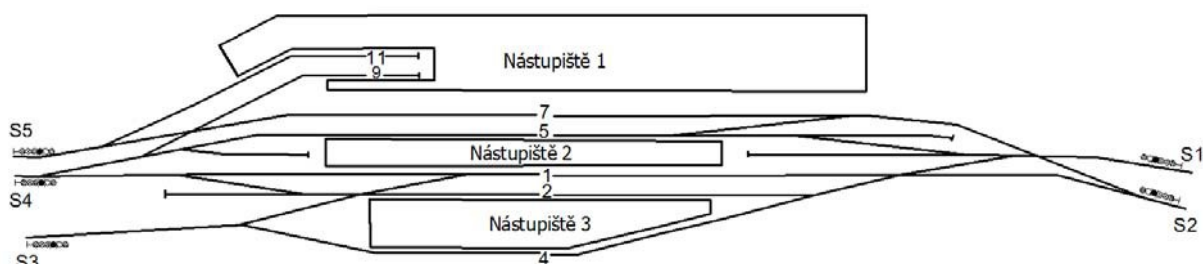 11
Nástupiště 1
9
7
S5
5
Nástupiště 2
S1
1
S4
2
Nástupiště 3
S2
S3
4